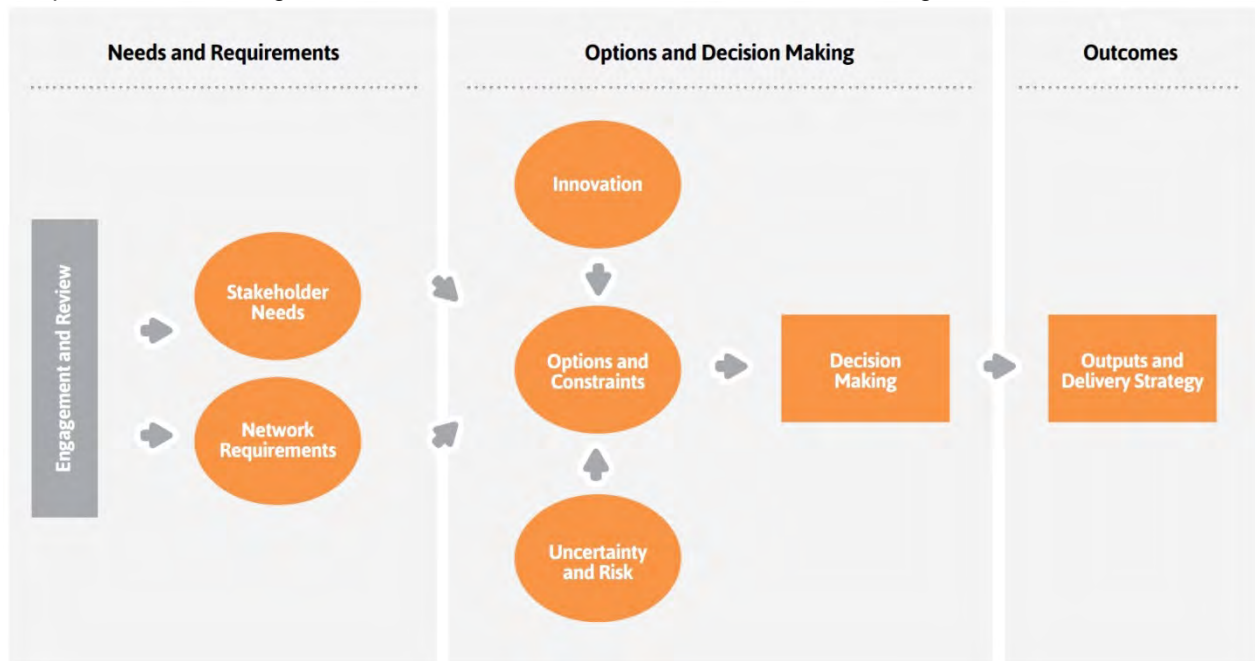 Needs and Requirements
Options and Decision Making
Outcomes
Engagement and Review
Stakeholder
Needs
Network
Requirements
Innovation
Options and
Constraints
Uncertainty
and Risk
Decision
Making
Outputs and
Delivery Strategy